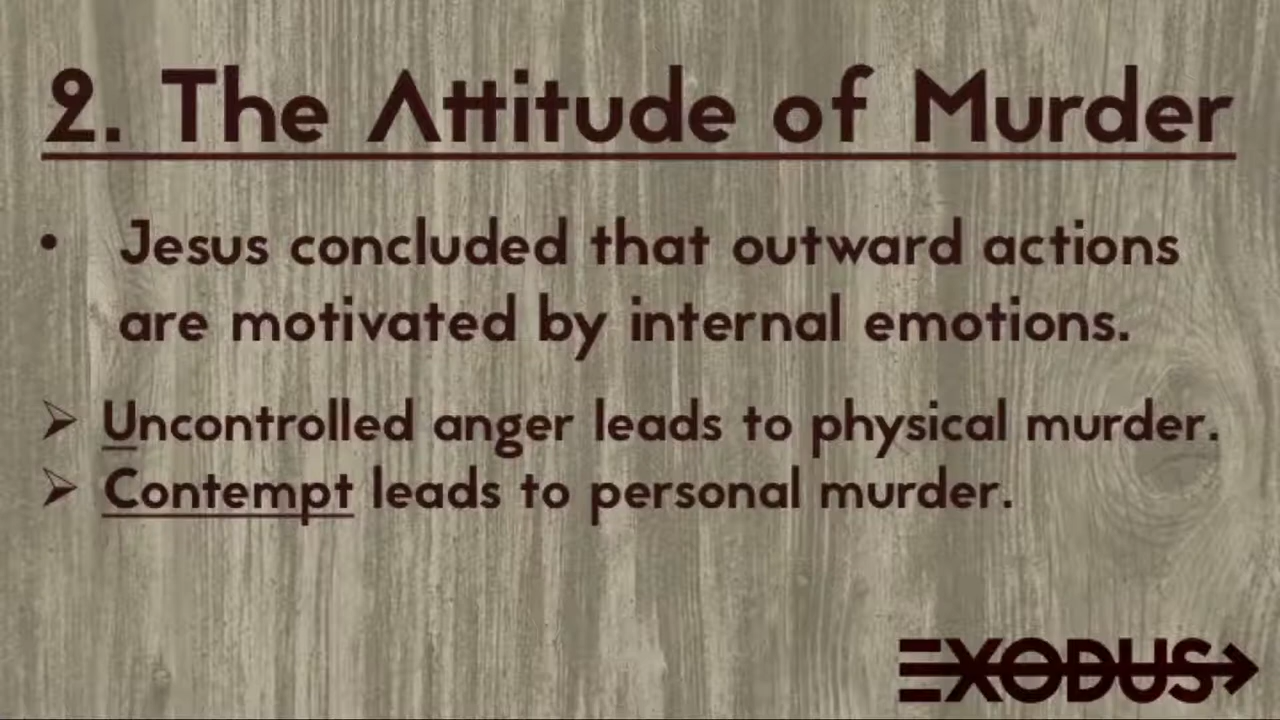 2. The Attitude of Murder
• Jesus concluded that outward actions
are motivated by internal emotions.
➢ Uncontrolled anger leads to physical murder.
➢ Contempt leads to personal murder.
EXODUS